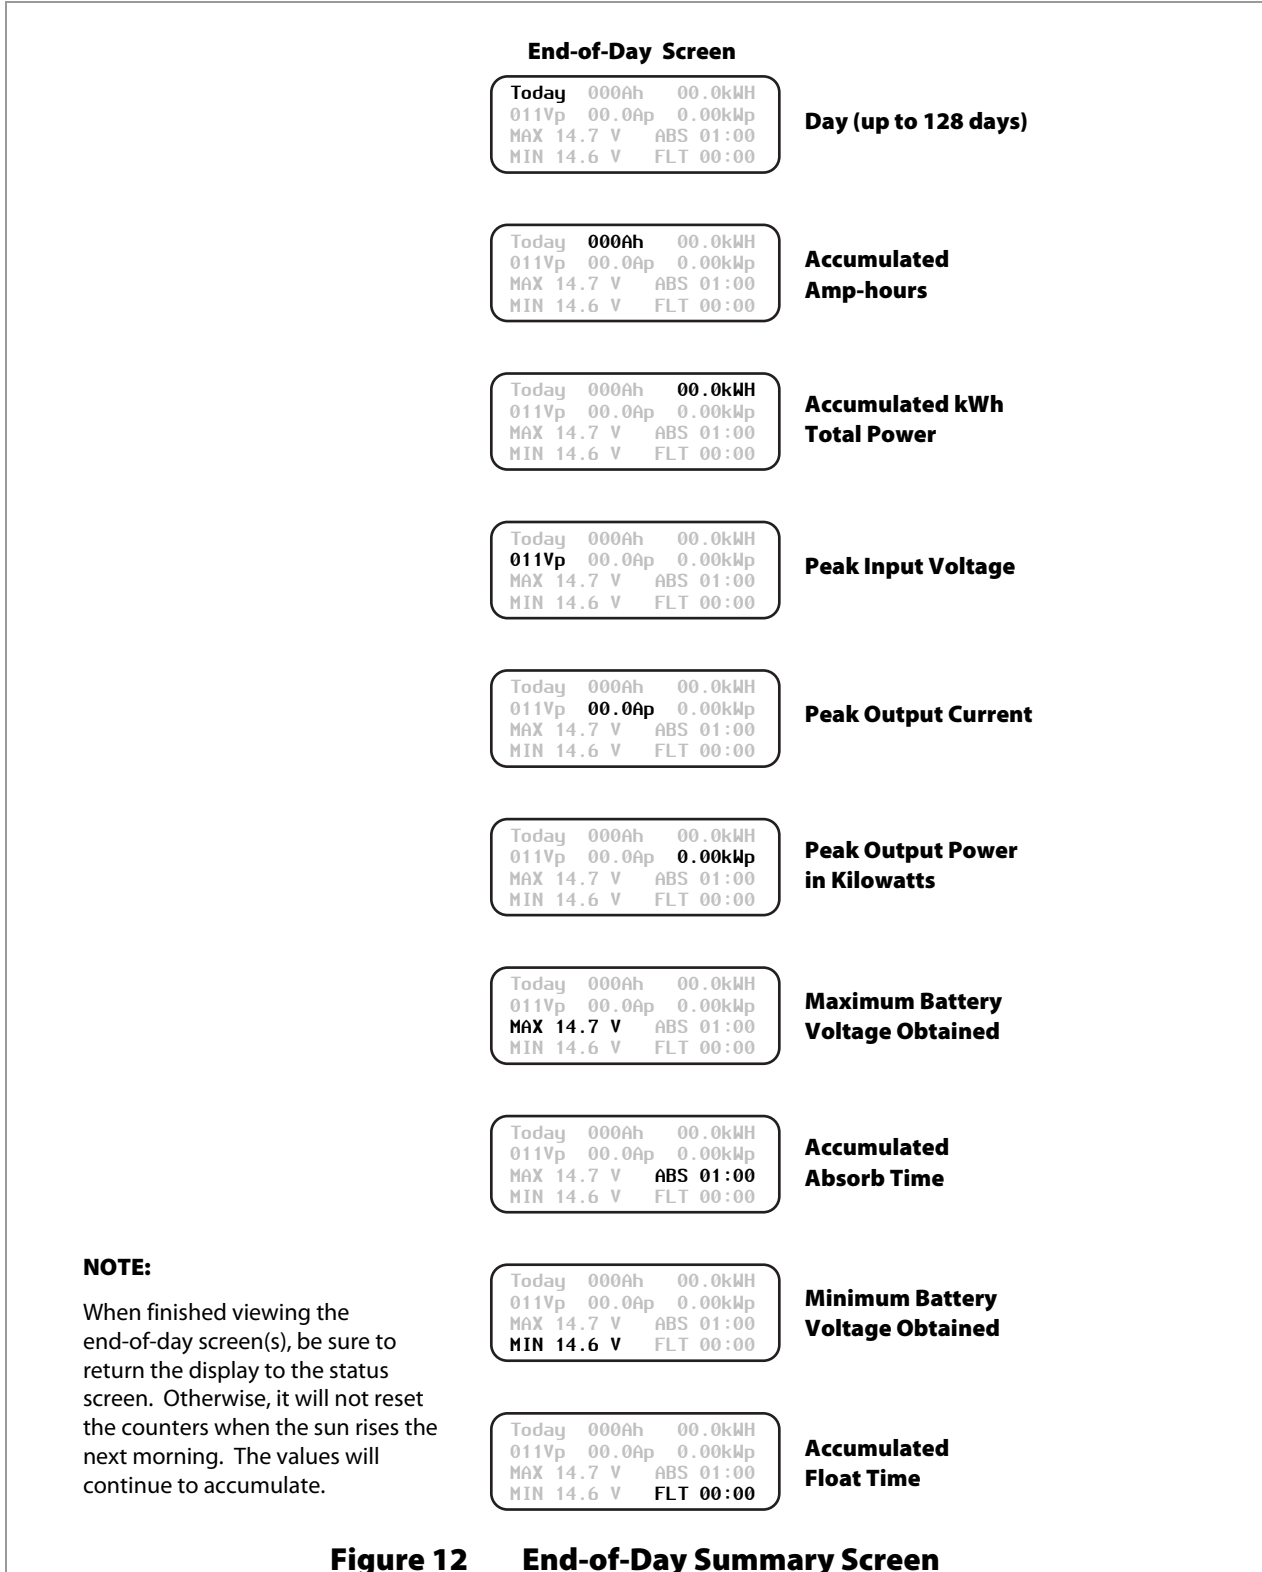 End-of-Day Screen
Today 000Ah 00.0kWH
011Vp 00.0Ap 0.00kWp
MAX 14.7 V ABS 01:00
MIN 14.6 V FLT 00:00
Day (up to 128 days)
Today 000Ah 00.0kWH
011Vp 00.0Ap 0.00kWp
MAX 14.7 V ABS 01:00
MIN 14.6 V FLT 00:00
Accumulated
Amp-hours
Today 000Ah 00.0kWH
011Vp 00.0Ap 0.00kWp
MAX 14.7 V ABS 01:00
MIN 14.6 V FLT 00:00
Accumulated kWh
Total Power
Today 000Ah 00.0kWH
011Vp 00.0Ap 0.00kWp
MAX 14.7 V ABS 01:00
MIN 14.6 V FLT 00:00
Peak Input Voltage
Today 000Ah 00.0kWH
011Vp 00.0Ap 0.00kWp
MAX 14.7 V ABS 01:00
MIN 14.6 V FLT 00:00
Peak Output Current
Today 000Ah 00.0kWH
011Vp 00.0Ap 0.00kWp
MAX 14.7 V ABS 01:00
MIN 14.6 V FLT 00:00
Peak Output Power
in Kilowatts
Today 000Ah 00.0kWH
011Vp 00.0Ap 0.00kWp
MAX 14.7 V ABS 01:00
MIN 14.6 V FLT 00:00
Maximum Battery
Voltage Obtained
Today 000Ah 00.0kWH
011Vp 00.0Ap 0.00kWp
MAX 14.7 V ABS 01:00
MIN 14.6 V FLT 00:00
Accumulated
Absorb Time
NOTE:
When finished viewing the
end-of-day screen(s), be sure to
return the display to the status
screen. Otherwise, it will not reset
the counters when the sun rises the
next morning. The values will
continue to accumulate.
Today 000Ah 00.0kWH
011Vp 00.0Ap 0.00kWp
MAX 14.7 V ABS 01:00
MIN 14.6 V FLT 00:00
Minimum Battery
Voltage Obtained
Today 000Ah 00.0kWH
011Vp 00.0Ap 0.00kWp
MAX 14.7 V ABS 01:00
MIN 14.6 V FLT 00:00
Accumulated
Float Time
Figure 12 End-of-Day Summary Screen